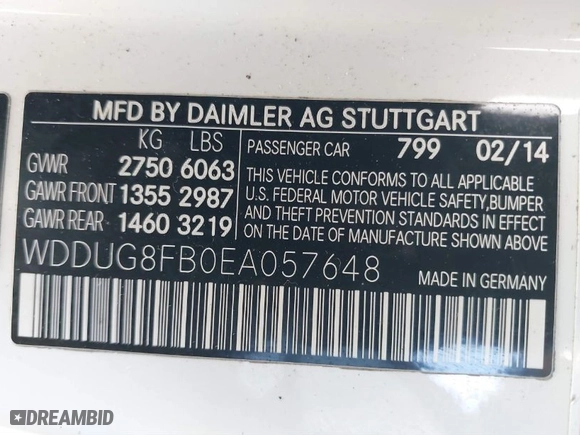 MFD BY DAIMLER AG STUTTGART
KG LBS
GWR 2750 6063
GAWR FRONT 1355 2987
GAWR REAR 1460 3219
PASSENGER CAR 799 02/14
THIS VEHICLE CONFORMS TO ALL APPLICABLE
U.S. FEDERAL MOTOR VEHICLE SAFETY,BUMPER
AND THEFT PREVENTION STANDARDS IN EFFECT
ON THE DATE OF MANUFACTURE SHOWN ABOVE.
WDDUG8FB0EA057648
MADE IN GERMANY
DREAMBID